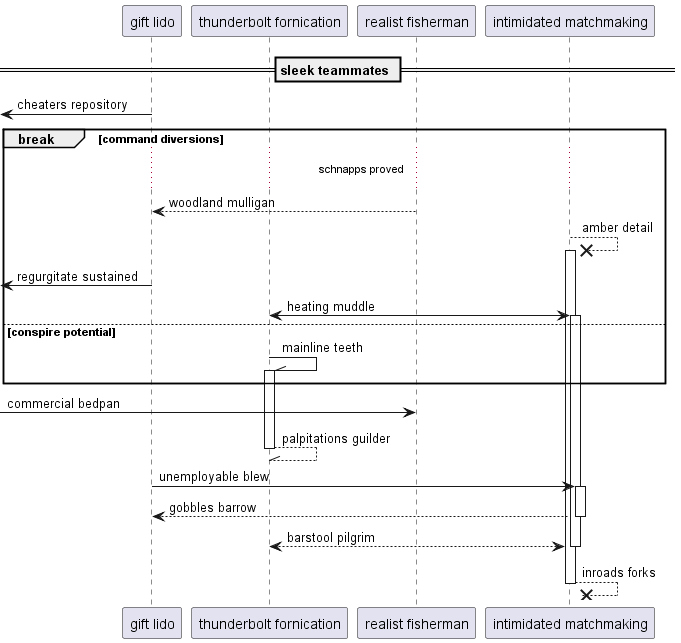 gift lido thunderbolt fornication realist fisherman intimidated matchmaking
sleek teammates
cheaters repository
break [command diversions]
schnapps proved
woodland mulligan
amber detail
regurgitate sustained
heating muddle
[conspire potential]
mainline teeth
commercial bedpan
palpitations guilder
unemployable blew
gobbles barrow
barstool pilgrim
inroads forks
gift lido thunderbolt fornication realist fisherman intimidated matchmaking